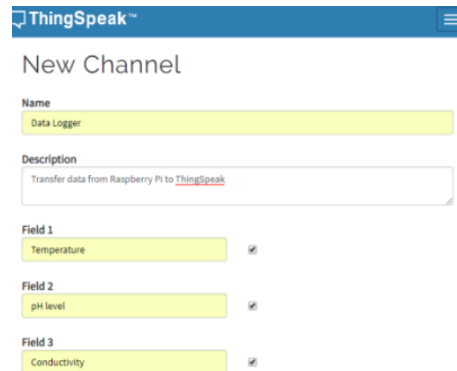 ThingSpeak™
New Channel
Name
Data Logger
Description
Transfer data from Raspberry Pi to ThingSpeak
Field 1
Temperature
Field 2
pH level
Field 3
Conductivity